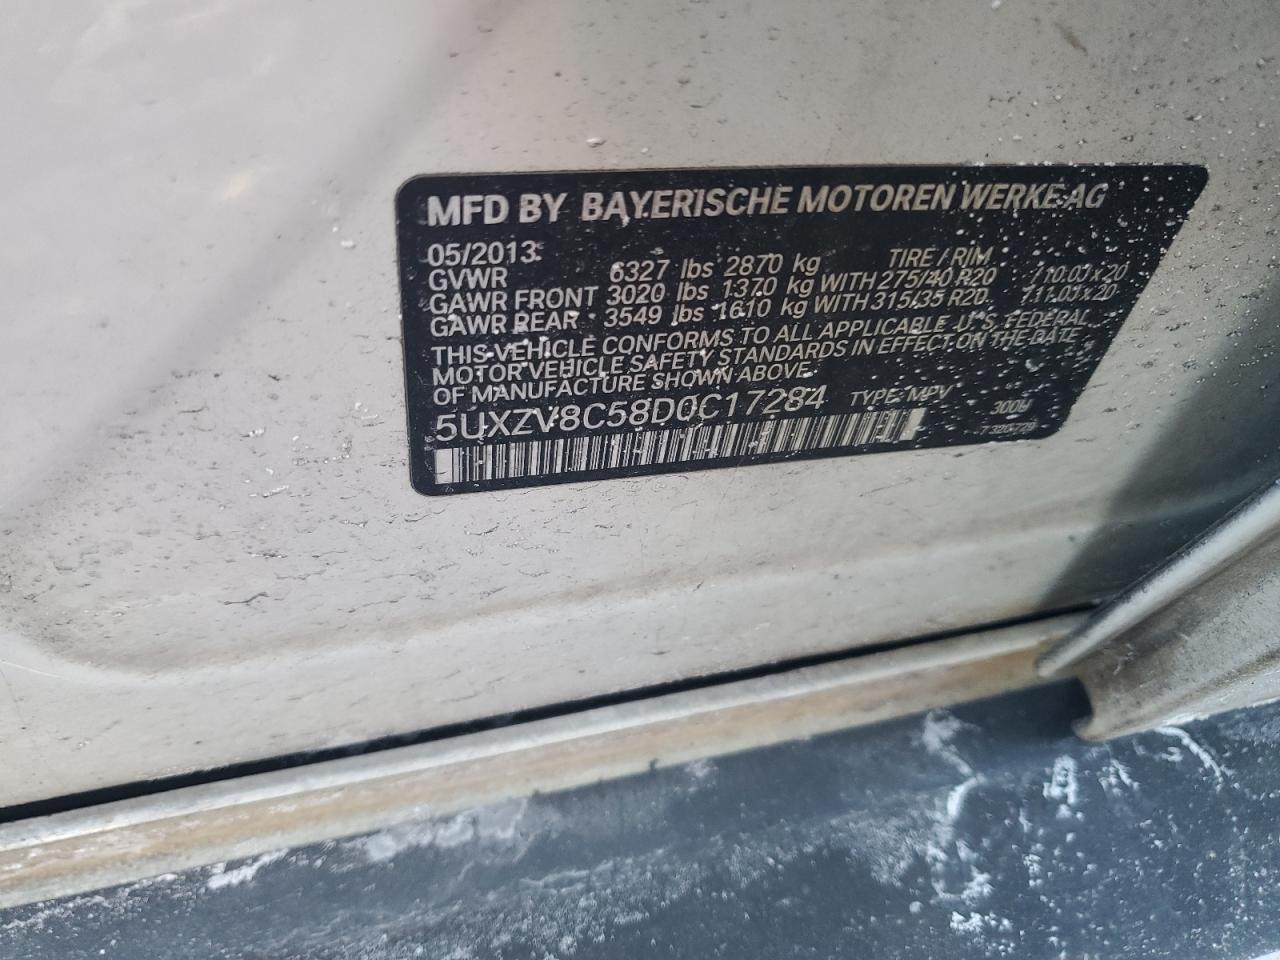 MFD BY BAYERISCHE MOTOREN WERKE AG
05/2013
TIRE / RIM
GVWR 6327 lbs 2870 kg
GAWR FRONT 3020 lbs 1370 kg WITH 275/40 R20 / 10.0J x 20
GAWR REAR 3549 lbs 1610 kg WITH 315/35 R20 / 11.0J x 20
THIS VEHICLE CONFORMS TO ALL APPLICABLE U. S. FEDERAL
MOTOR VEHICLE SAFETY STANDARDS IN EFFECT ON THE DATE
OF MANUFACTURE SHOWN ABOVE.
5UXZV8C58D0C17284 TYPE: MPV